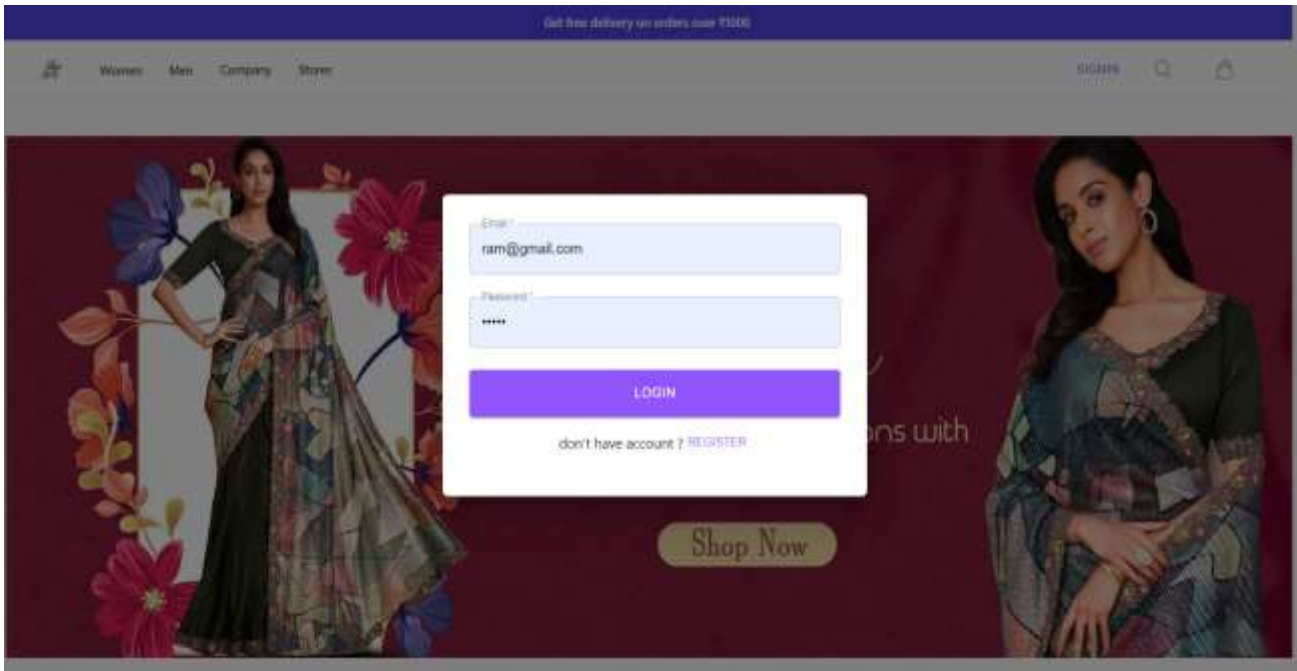 Get free delivery on orders over ₹1000
Women Men Company Stores SIGNIN
Email *
ram@gmail.com
Password *
•••••
LOGIN
ons with
don't have account ? REGISTER
Shop Now